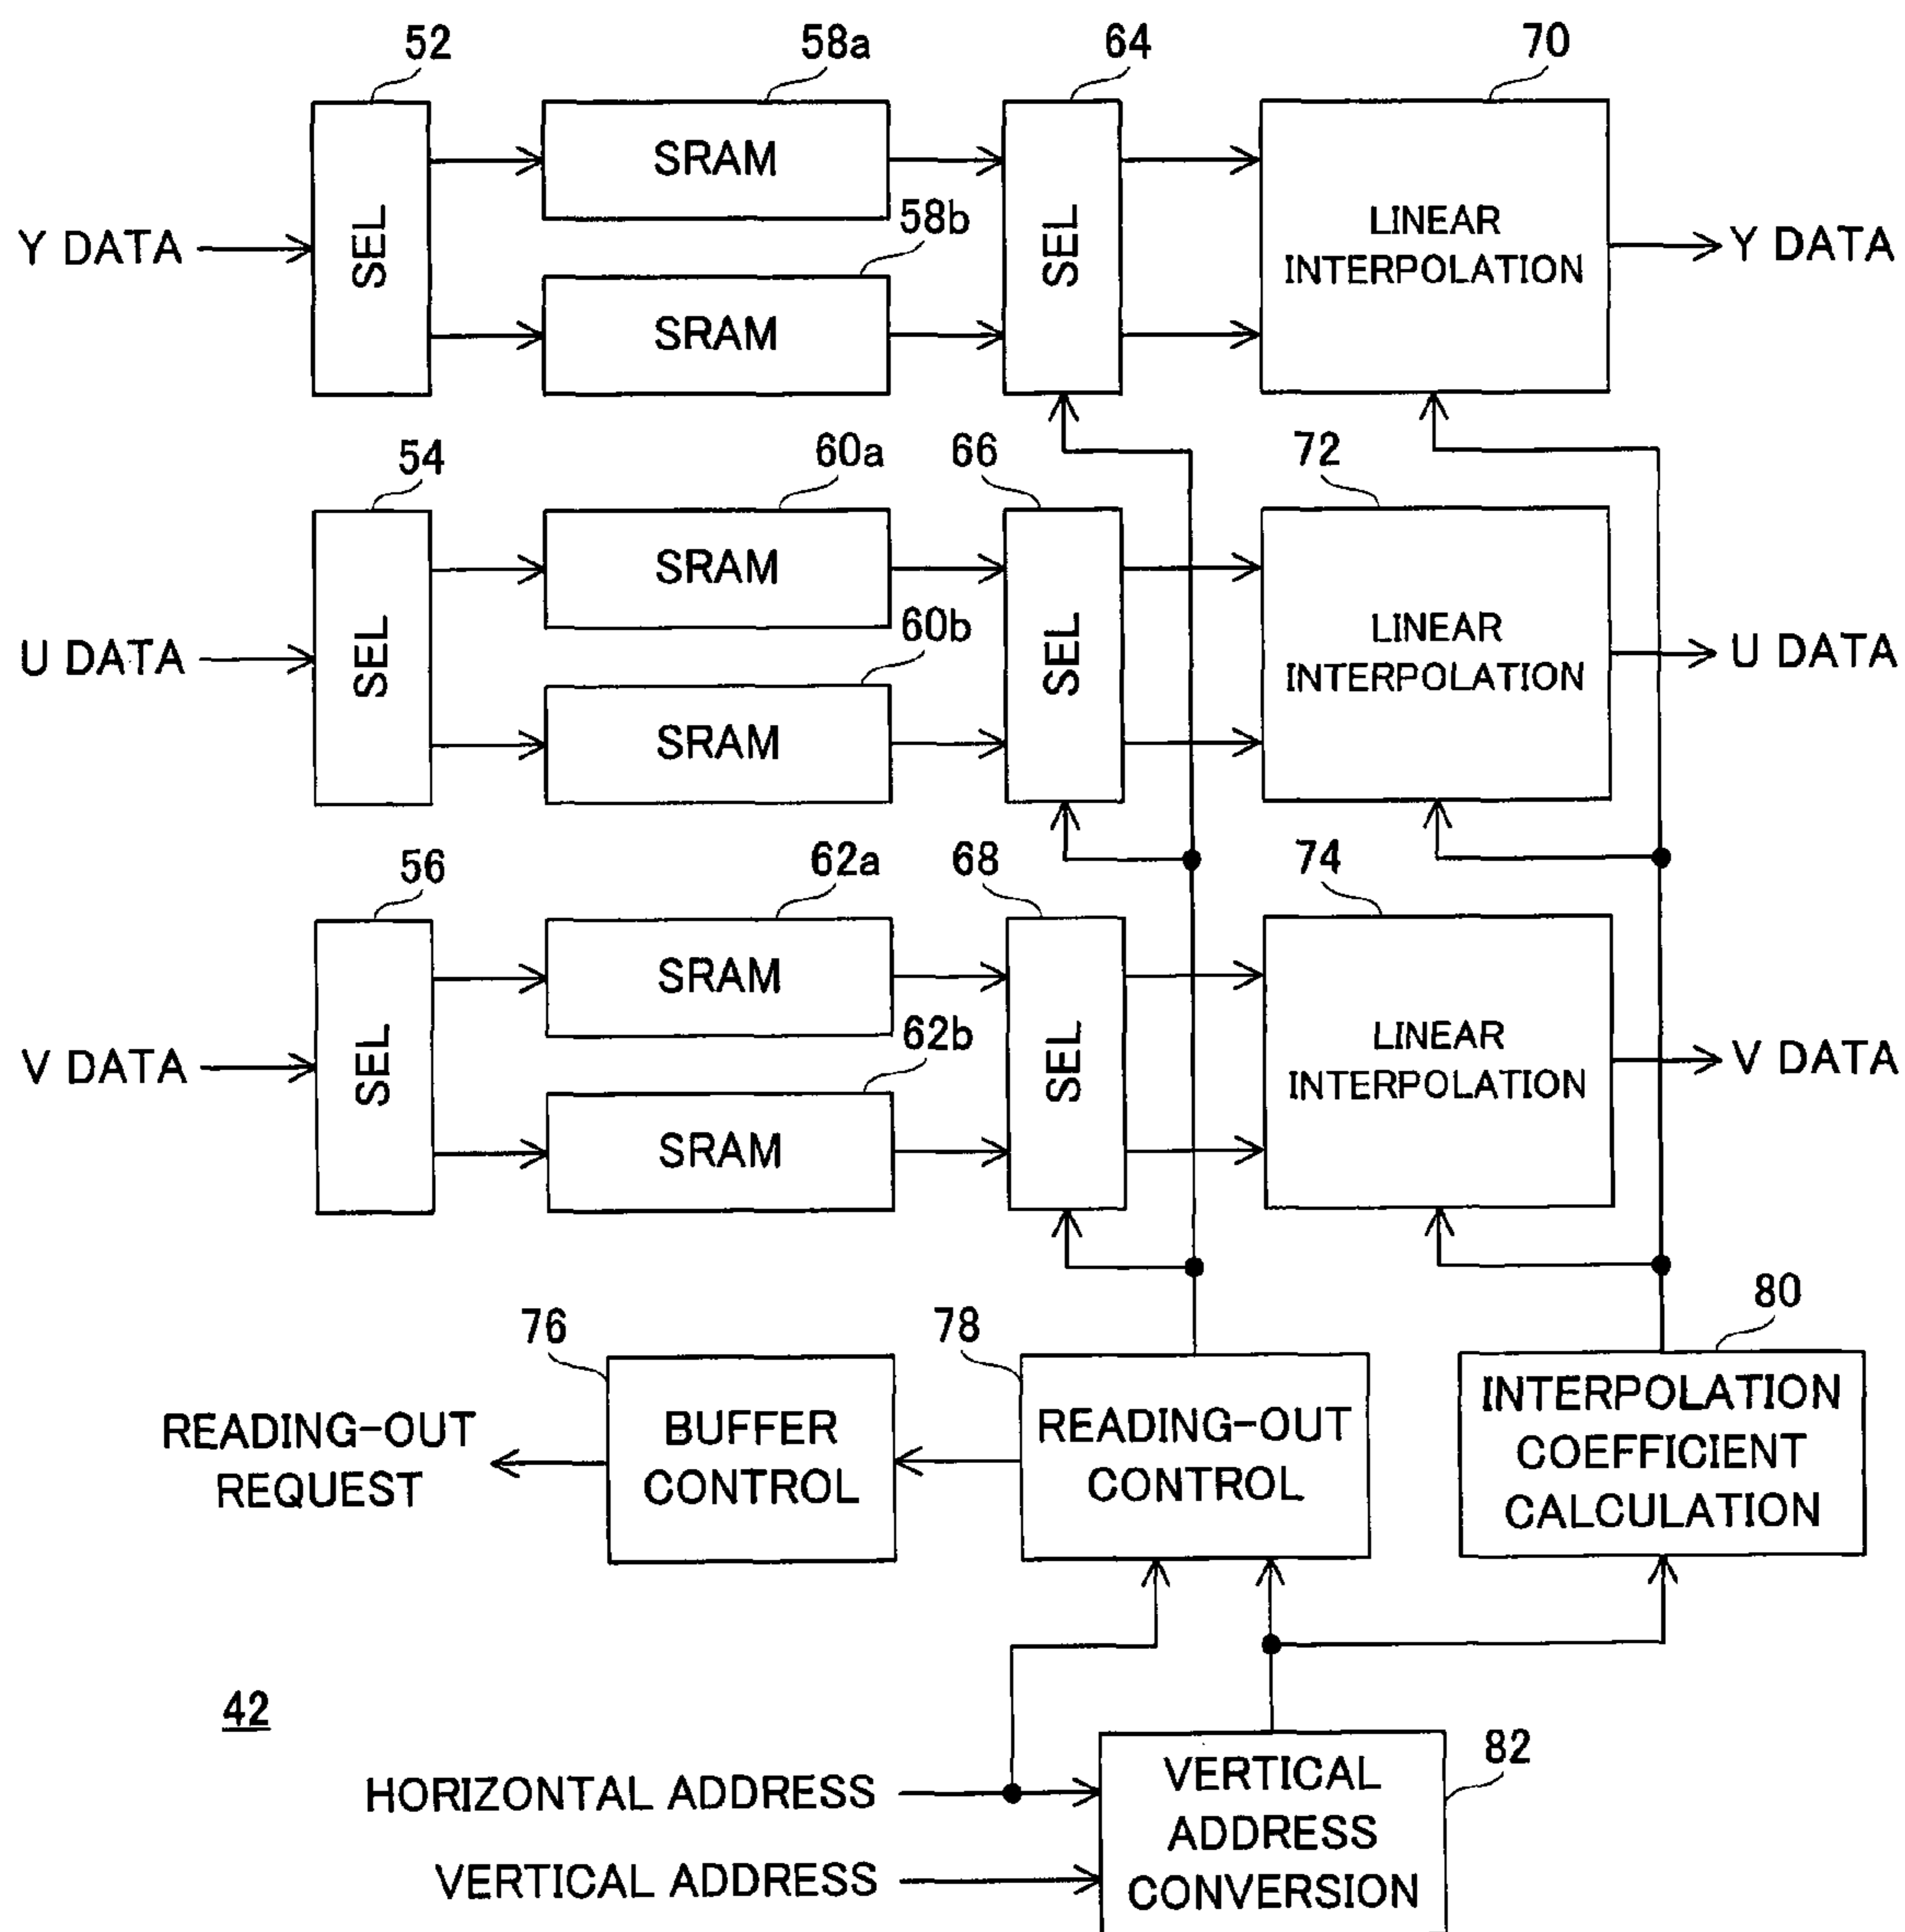 52
58a
64
70
SRAM
58b
Y DATA
SEL
SEL
LINEAR
INTERPOLATION
Y DATA
SRAM
54
60a
66
72
SRAM
60b
U DATA
SEL
SEL
LINEAR
INTERPOLATION
U DATA
SRAM
56
62a
68
74
SRAM
62b
V DATA
SEL
SEL
LINEAR
INTERPOLATION
V DATA
SRAM
76
78
80
READING-OUT
REQUEST
BUFFER
CONTROL
READING-OUT
CONTROL
INTERPOLATION
COEFFICIENT
CALCULATION
42
82
HORIZONTAL ADDRESS
VERTICAL ADDRESS
VERTICAL
ADDRESS
CONVERSION